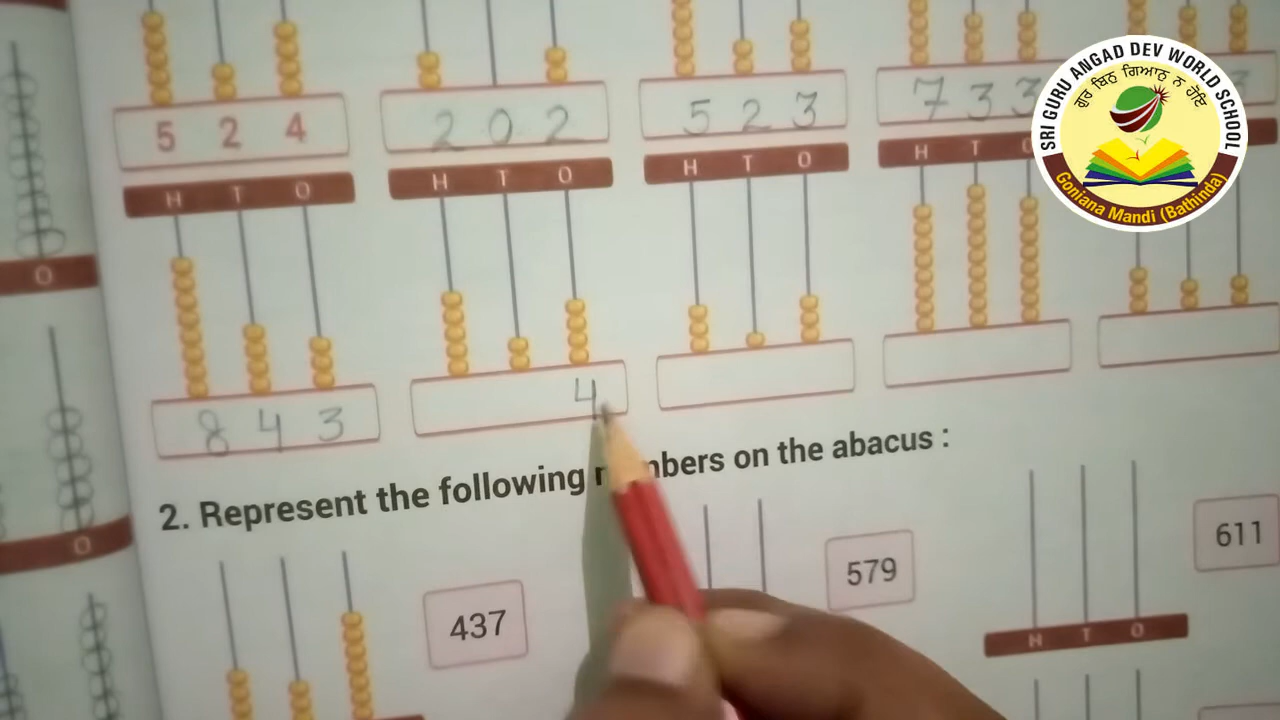 5 2 4
2 0 2
5 2 3
7 3 3
H T O
H T O
H T O
H T
SRI GURU ANGAD DEV WORLD SCHOOL
ਗੁਰ ਬਿਨੁ ਗਿਆਨੁ ਨ ਹੋਇ
Goniana Mandi (Bathinda)
O
8 4 3
4
2. Represent the following numbers on the abacus :
O
437
579
611
H T O